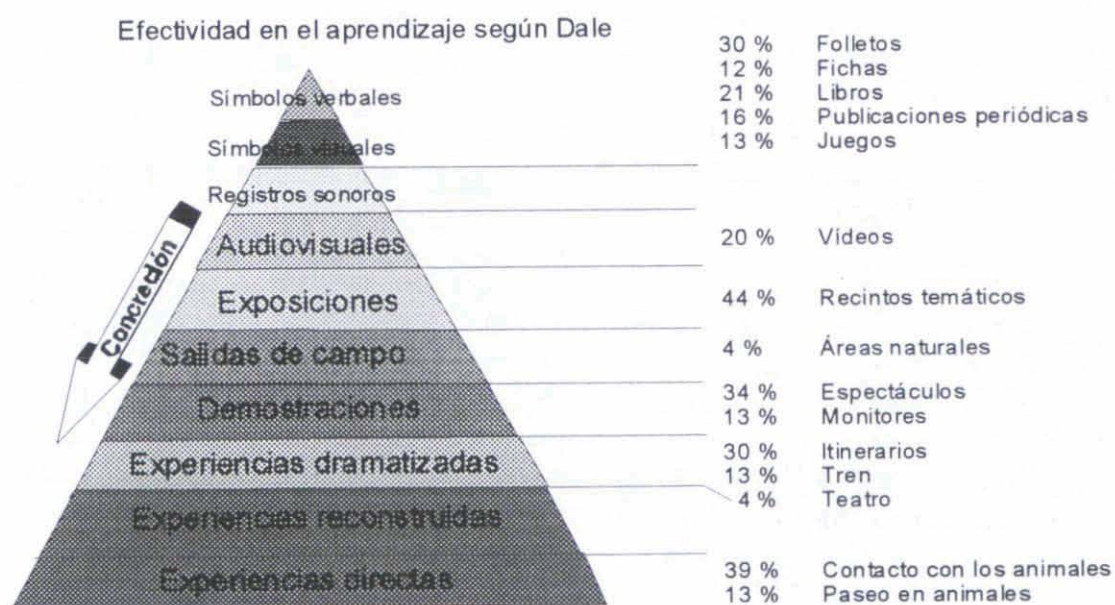 Efectividad en el aprendizaje según Dale
Símbolos verbales
Símbolos visuales
Registros sonoros
Audiovisuales
Exposiciones
Salidas de campo
Demostraciones
Experiencias dramatizadas
Experiencias reconstruidas
Experiencias directas
Concreción
30 % Folletos
12 % Fichas
21 % Libros
16 % Publicaciones periódicas
13 % Juegos
20 % Vídeos
44 % Recintos temáticos
4 % Áreas naturales
34 % Espectáculos
13 % Monitores
30 % Itinerarios
13 % Tren
4 % Teatro
39 % Contacto con los animales
13 % Paseo en animales